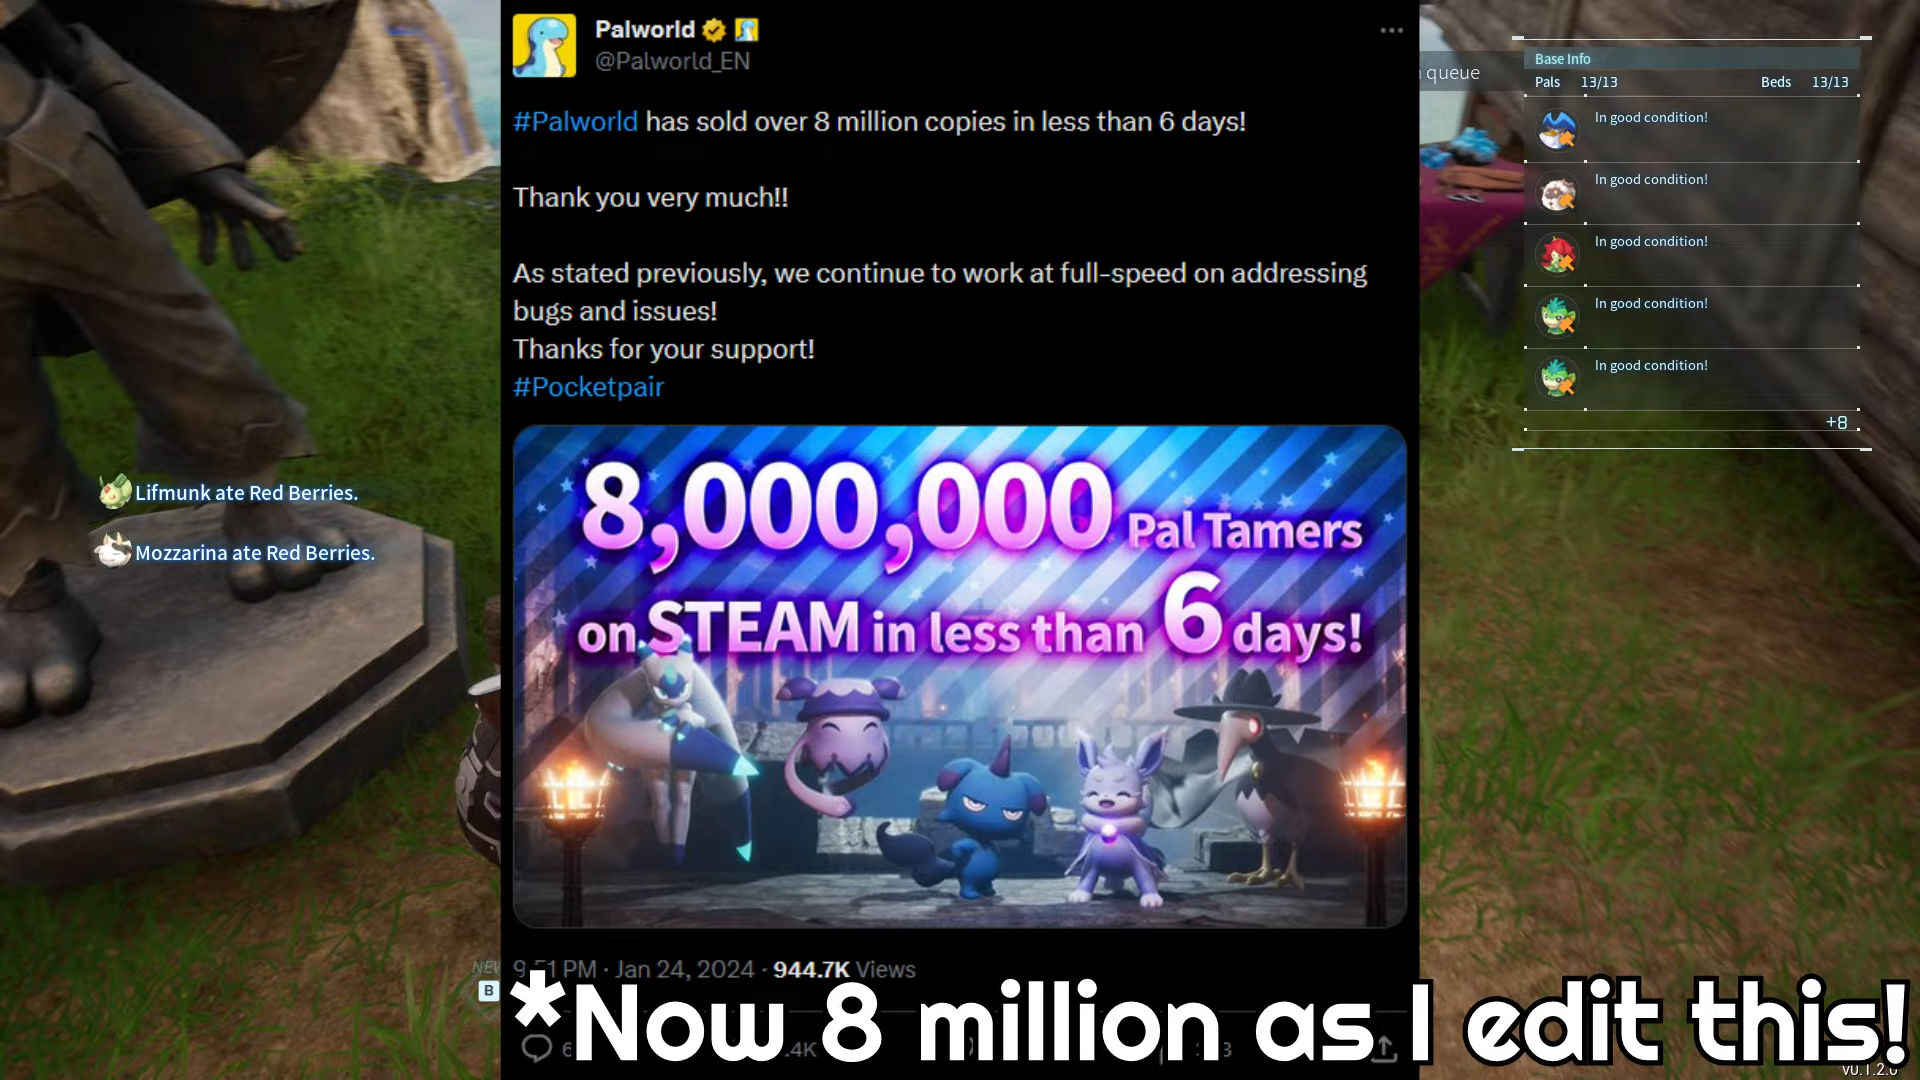 Palworld
@Palworld_EN
#Palworld has sold over 8 million copies in less than 6 days!
Thank you very much!!
As stated previously, we continue to work at full-speed on addressing
bugs and issues!
Thanks for your support!
#Pocketpair
8,000,000 Pal Tamers
on STEAM in less than 6 days!
PM · Jan 24, 2024 · 944.7K Views
*Now 8 million as I edit this!
Lifmunk ate Red Berries.
Mozzarina ate Red Berries.
B
queue
Base Info
Pals 13/13 Beds 13/13
In good condition!
In good condition!
In good condition!
In good condition!
In good condition!
+8